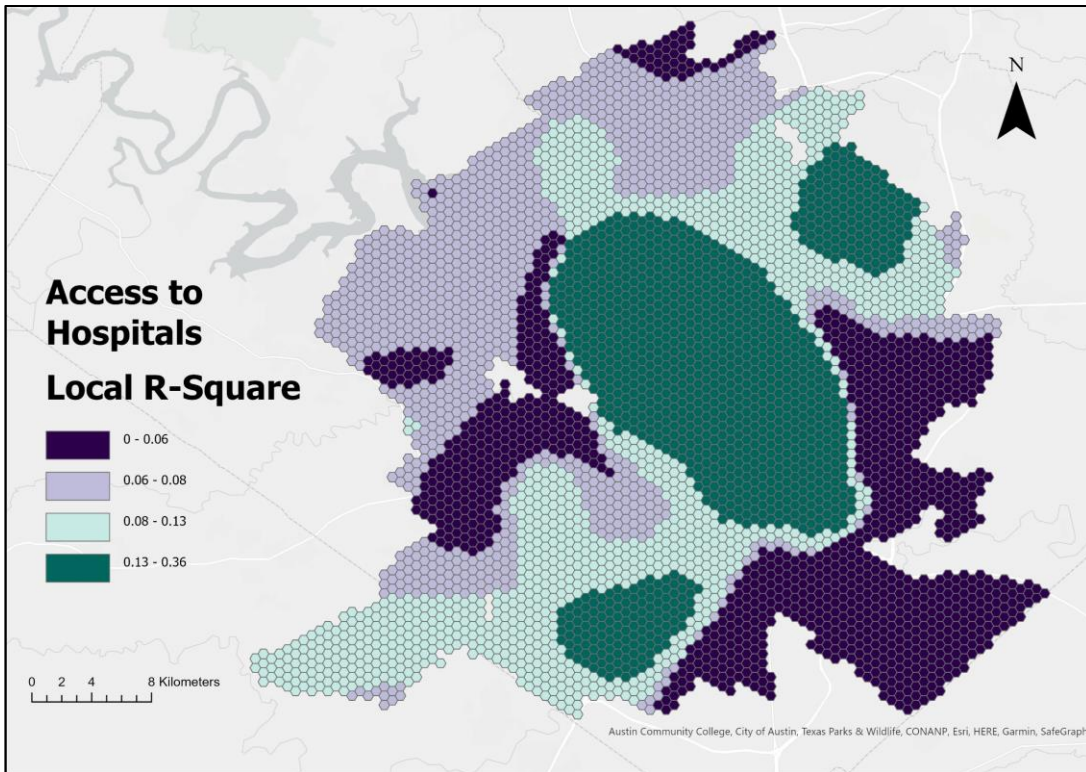 N
Access to
Hospitals
Local R-Square
0 - 0.06
0.06 - 0.08
0.08 - 0.13
0.13 - 0.36
0 2 4 8 Kilometers
Austin Community College, City of Austin, Texas Parks & Wildlife, CONANP, Esri, HERE, Garmin, SafeGraph